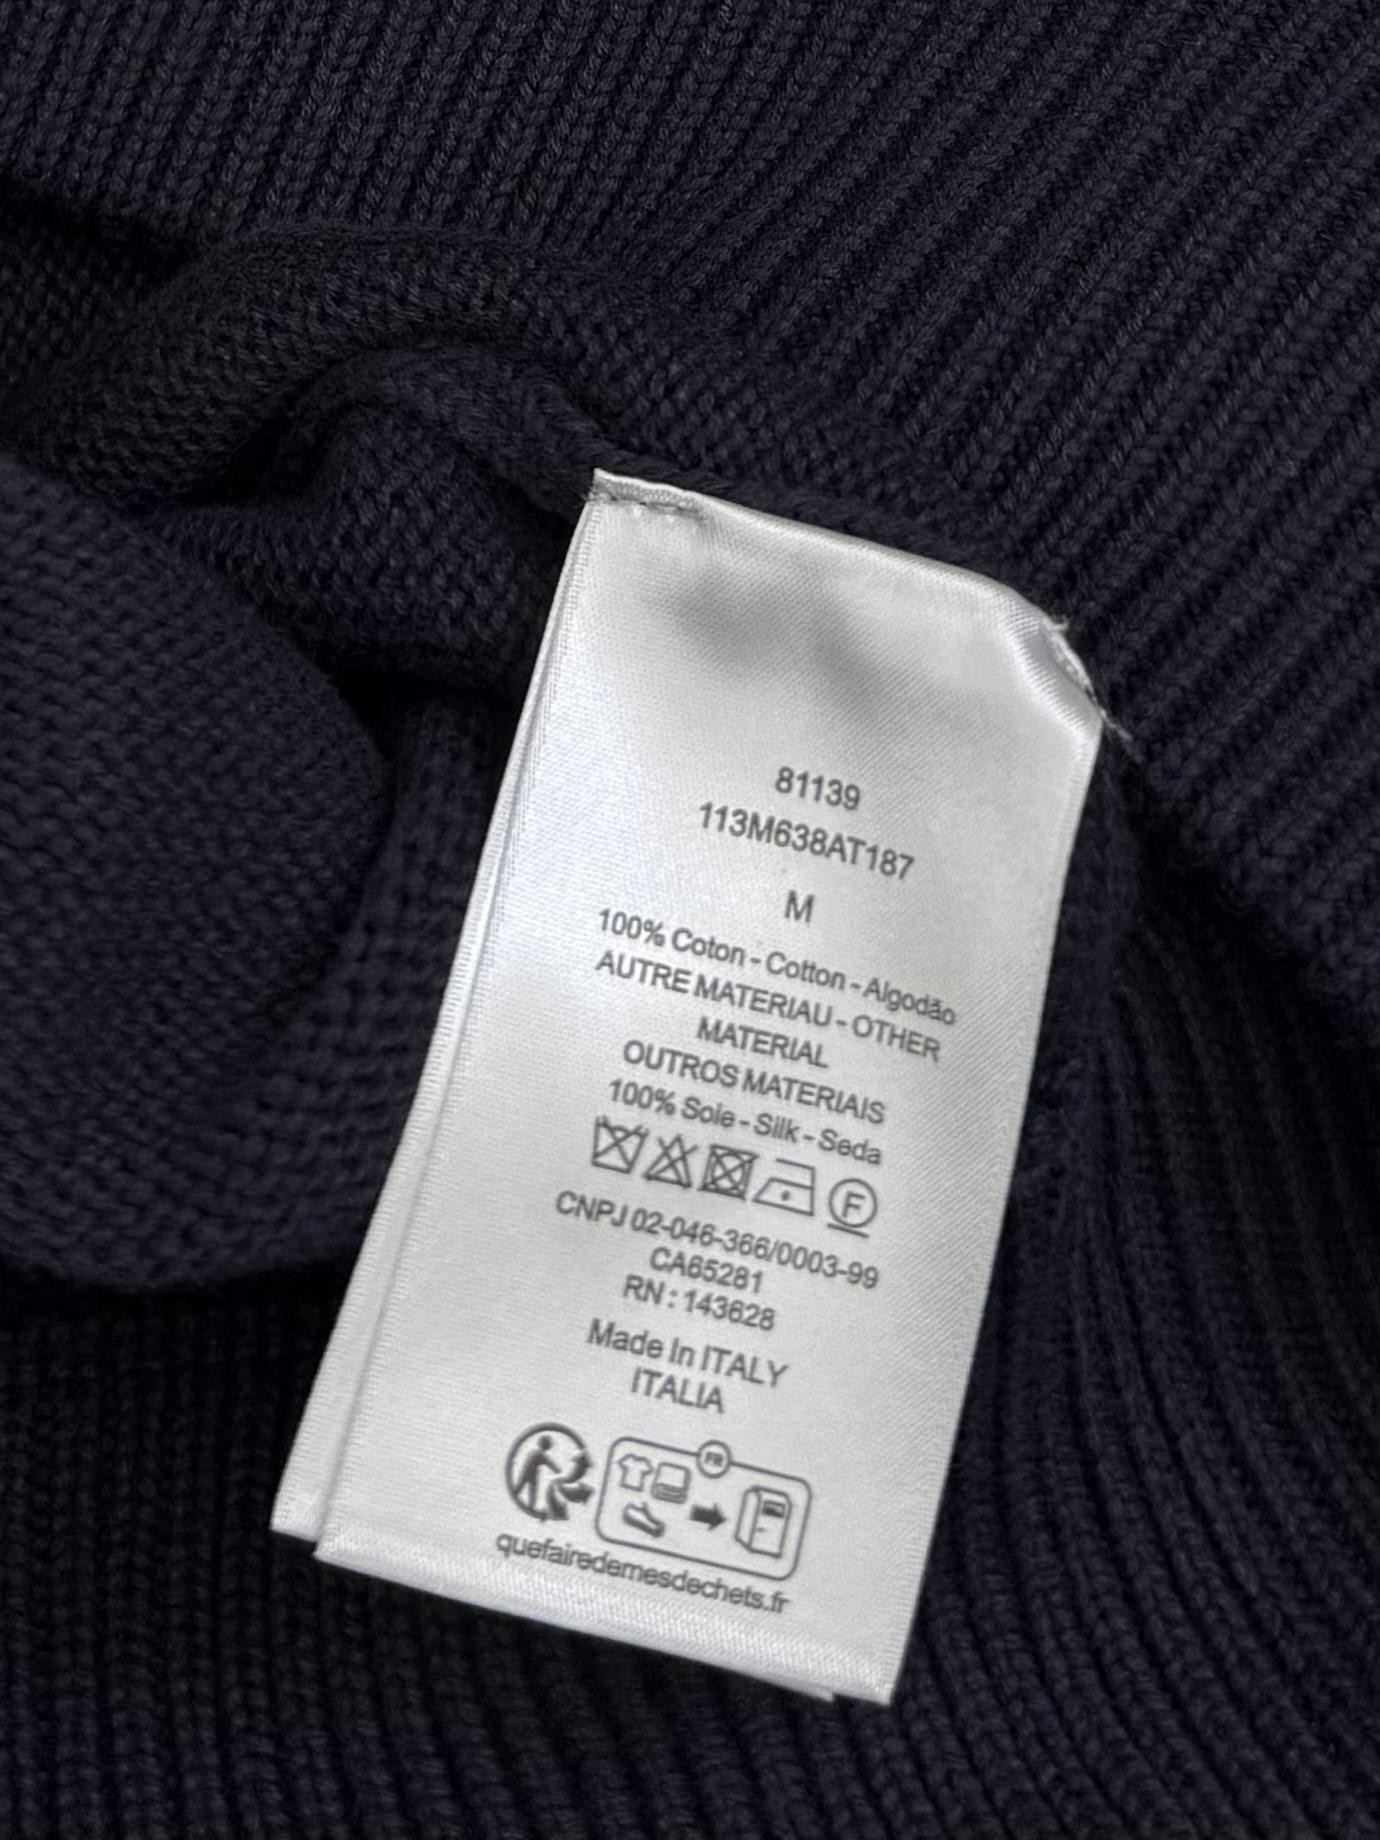 81139
113M638AT187
M
100% Coton - Cotton - Algodão
AUTRE MATERIAU - OTHER
MATERIAL
OUTROS MATERIAIS
100% Soie - Silk - Seda
F
CNPJ 02-046-366/0003-99
CA65281
RN : 143628
Made In ITALY
ITALIA
FR
quefairedemesdechets.fr